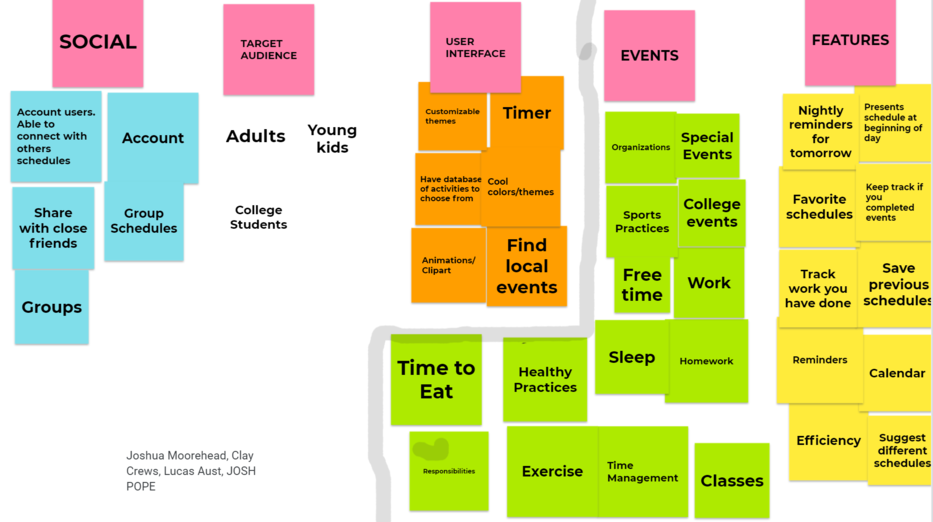 SOCIAL
Account users.
Able to
connect with
others
schedules
Account
Share
with close
friends
Group
Schedules
Groups
TARGET
AUDIENCE
Adults
Young
kids
College
Students
USER
INTERFACE
Customizable
themes
Timer
Have database
of activities to
choose from
Cool
colors/themes
Animations/
Clipart
Find
local
events
EVENTS
Organizations
Special
Events
Sports
Practices
College
events
Free
time
Work
Sleep
Homework
Time to
Eat
Healthy
Practices
Responsibilities
Exercise
Time
Management
Classes
FEATURES
Nightly
reminders
for
tomorrow
Presents
schedule at
beginning of
day
Favorite
schedules
Keep track if
you
completed
events
Track
work you
have done
Save
previous
schedules
Reminders
Calendar
Efficiency
Suggest
different
schedules
Joshua Moorehead, Clay
Crews, Lucas Aust, JOSH
POPE